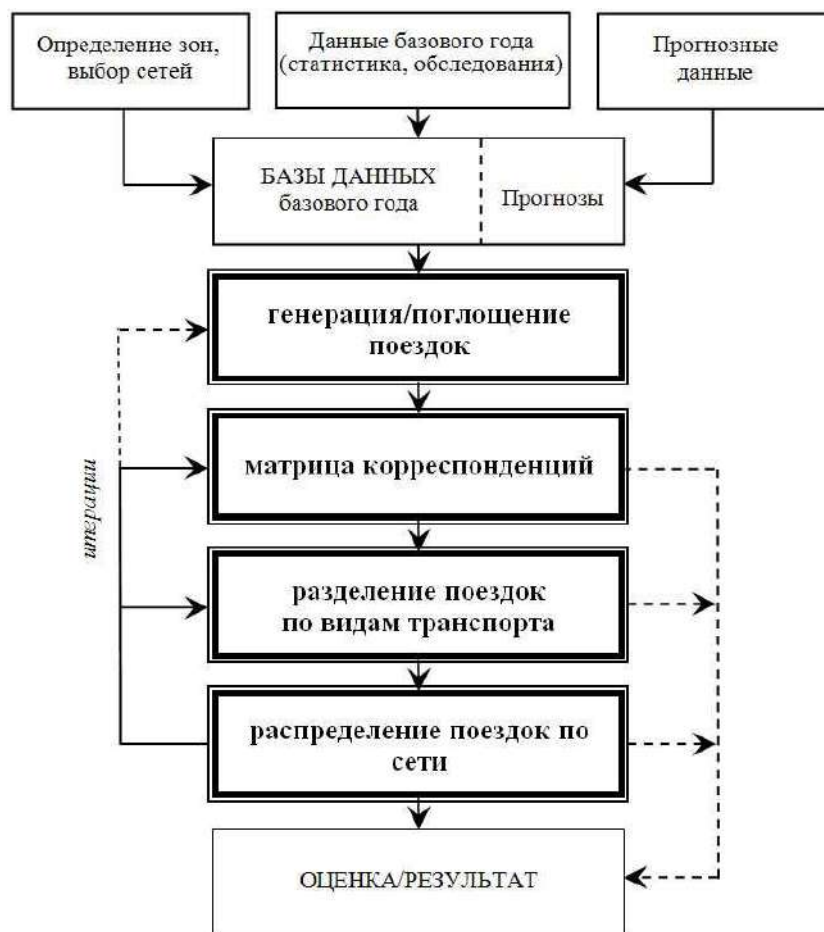 Определение зон,
выбор сетей
Данные базового года
(статистика, обследования)
Прогнозные
данные
БАЗЫ ДАННЫХ
базового года
Прогнозы
генерация/поглощение
поездок
матрица корреспонденций
итерации
разделение поездок
по видам транспорта
распределение поездок по
сети
ОЦЕНКА/РЕЗУЛЬТАТ